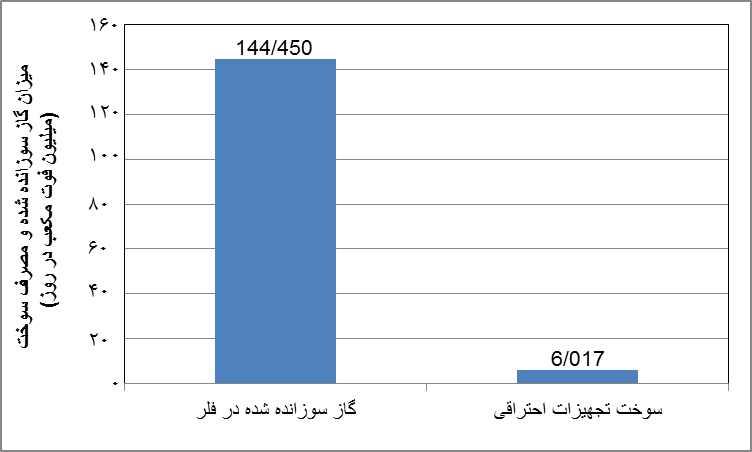 میزان گاز سوزانده شده و مصرف سوخت
(میلیون فوت مکعب در روز)
۱۶۰
۱۴۰
۱۲۰
۱۰۰
۸۰
۶۰
۴۰
۲۰
۰
144/450
6/017
گاز سوزانده شده در فلر
سوخت تجهیزات احتراقی